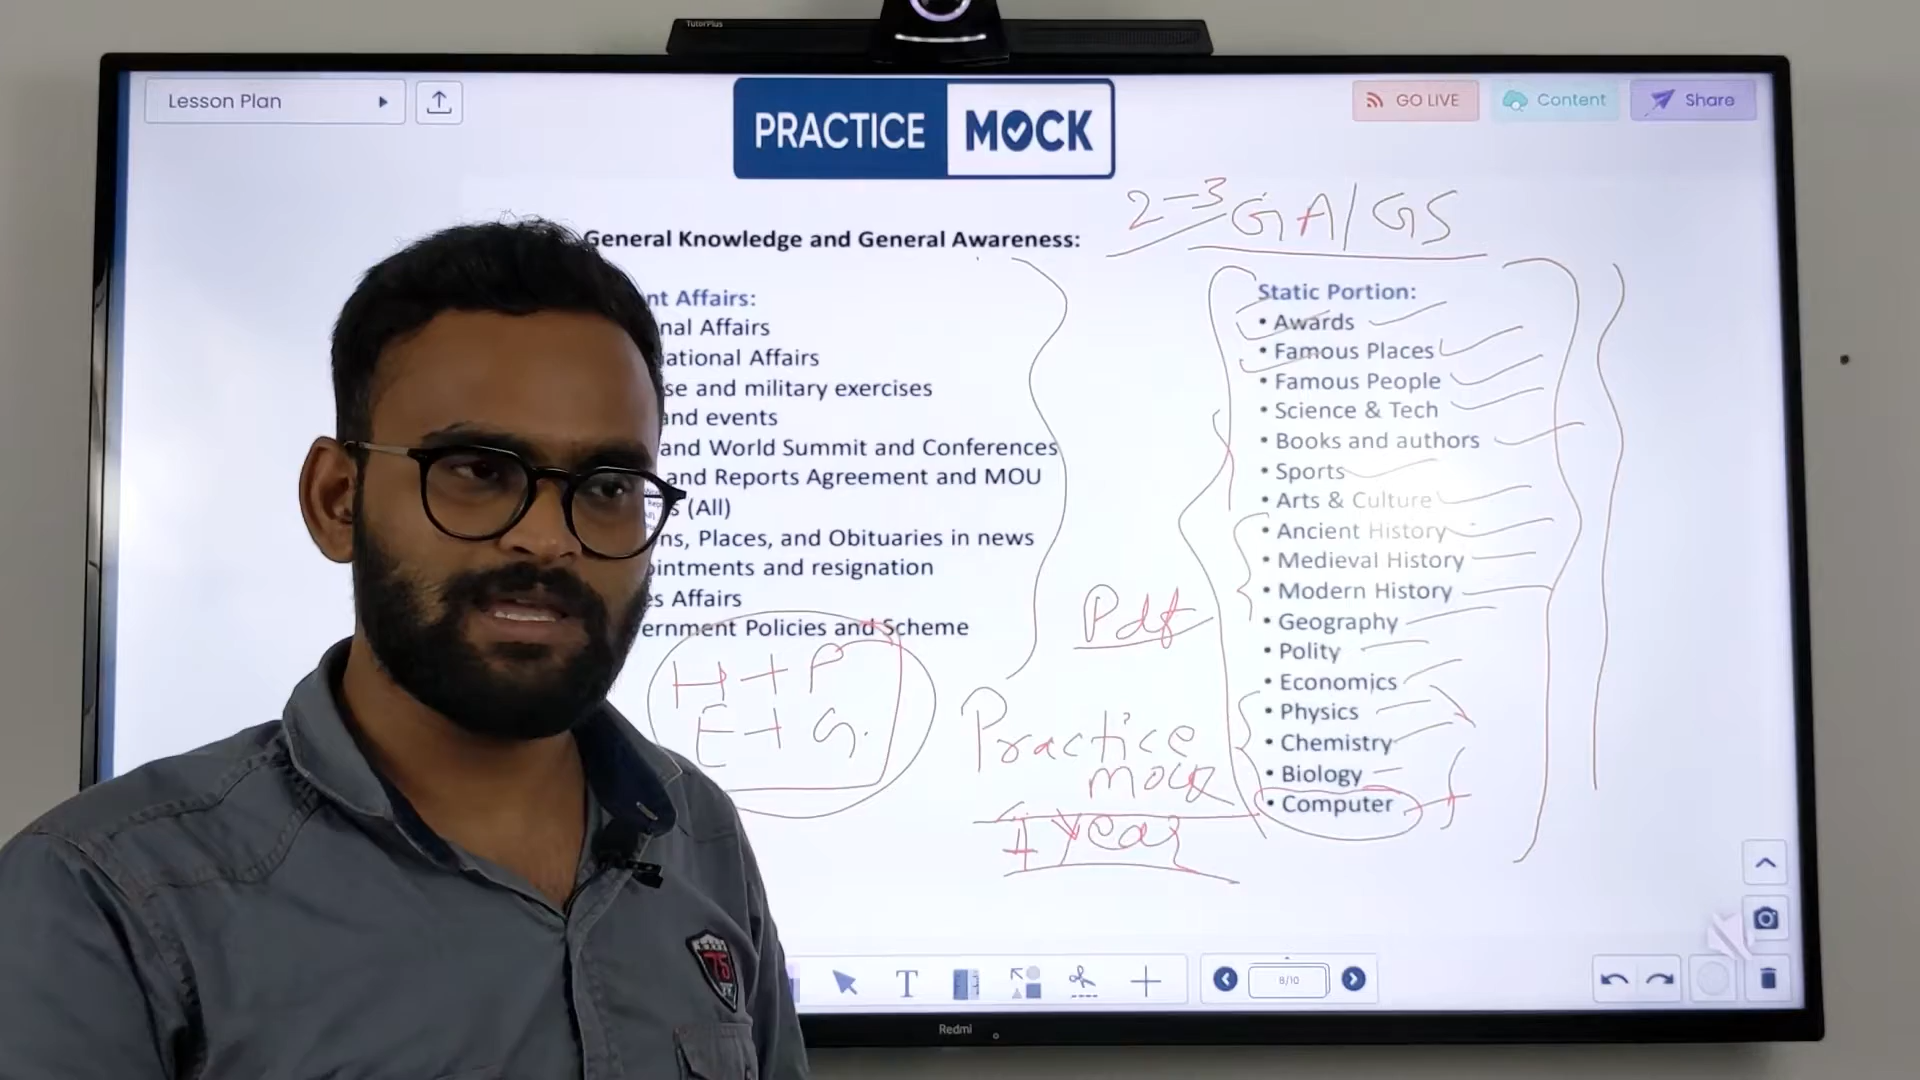 TutorPlus
Lesson Plan
PRACTICE MOCK
GO LIVE
Content
Share
2-3 GA/GS
General Knowledge and General Awareness:
nt Affairs:
nal Affairs
ational Affairs
se and military exercises
and events
and World Summit and Conferences
and Reports Agreement and MOU
s (All)
ns, Places, and Obituaries in news
ointments and resignation
es Affairs
ernment Policies and Scheme
H+P
E+G.
Pdf
Practice
mock
1 year
Static Portion:
• Awards
• Famous Places
• Famous People
• Science & Tech
• Books and authors
• Sports
• Arts & Culture
• Ancient History
• Medieval History
• Modern History
• Geography
• Polity
• Economics
• Physics
• Chemistry
• Biology
• Computer
T
8/10
Redmi
TS